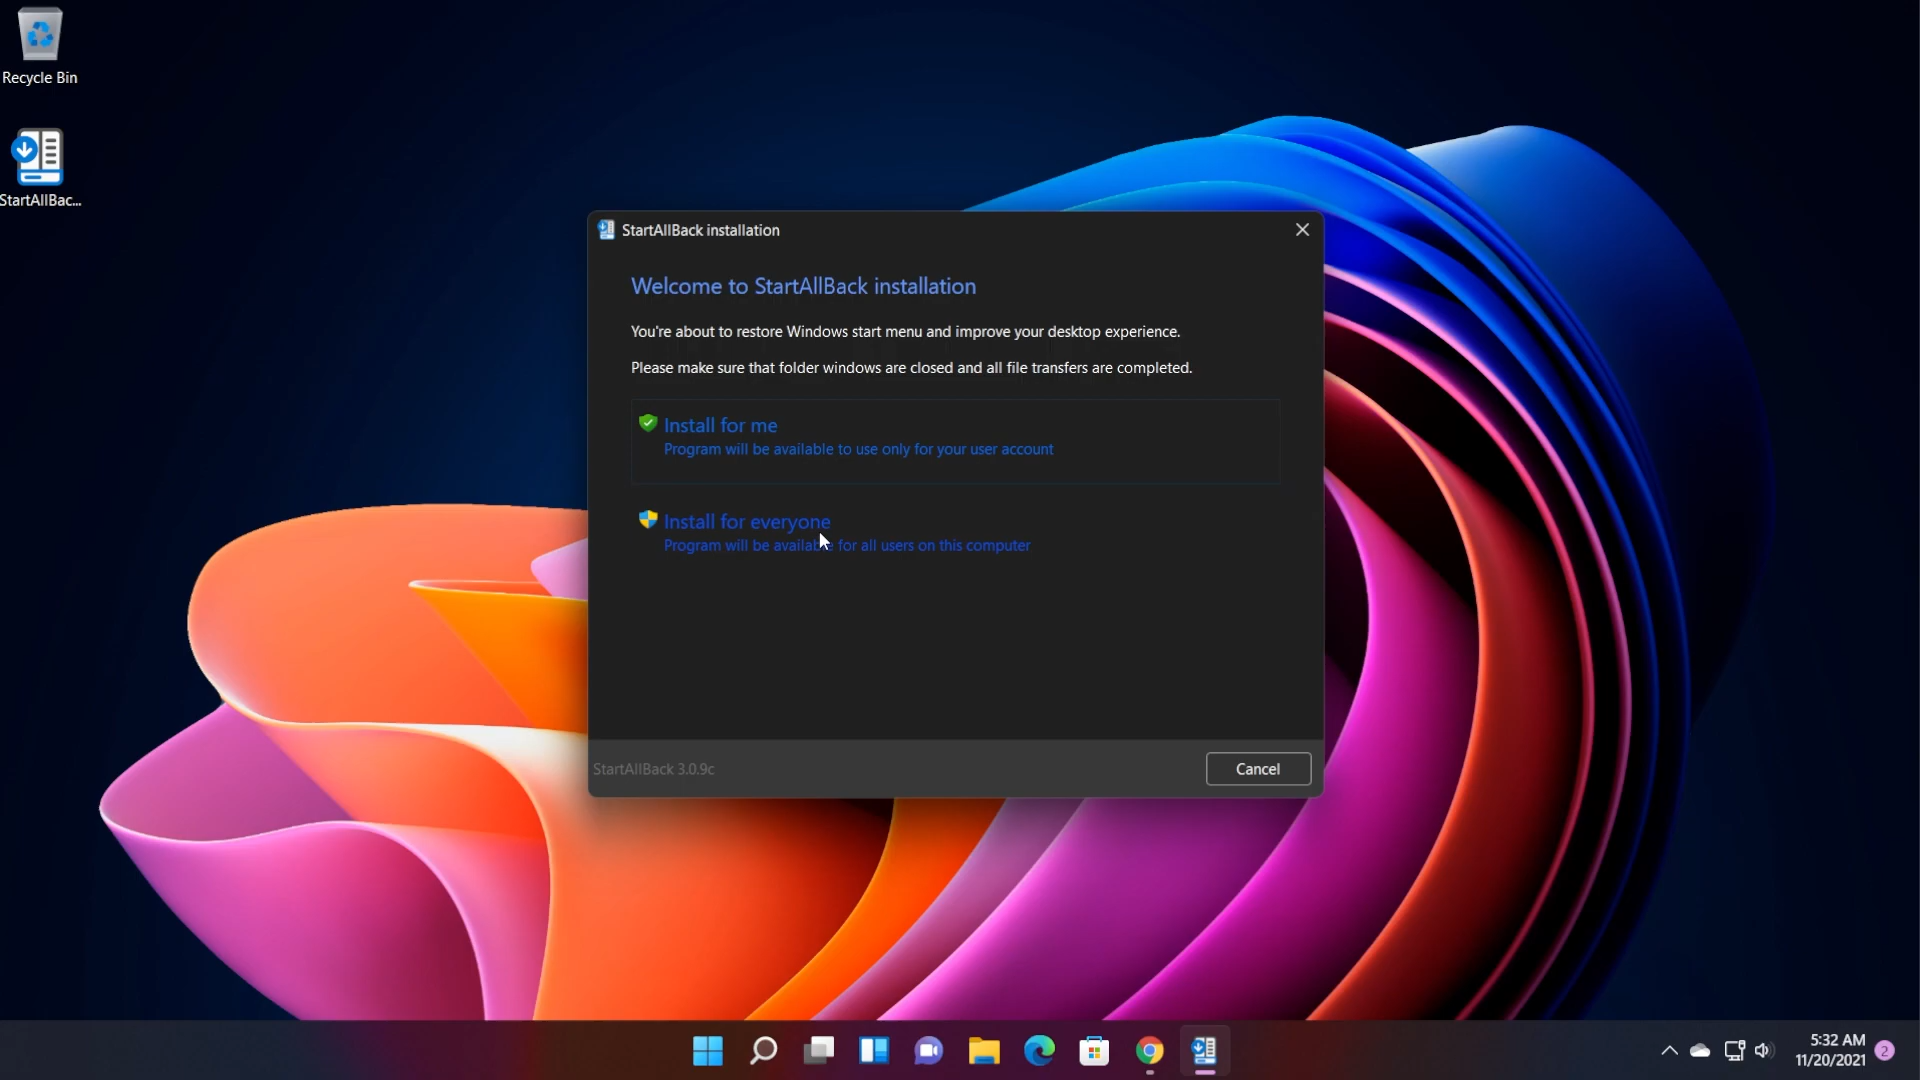 Recycle Bin
StartAllBac...
StartAllBack installation
Welcome to StartAllBack installation
You're about to restore Windows start menu and improve your desktop experience.
Please make sure that folder windows are closed and all file transfers are completed.
Install for me
Program will be available to use only for your user account
Install for everyone
Program will be available for all users on this computer
StartAllBack 3.0.9c
Cancel
5:32 AM
11/20/2021
2